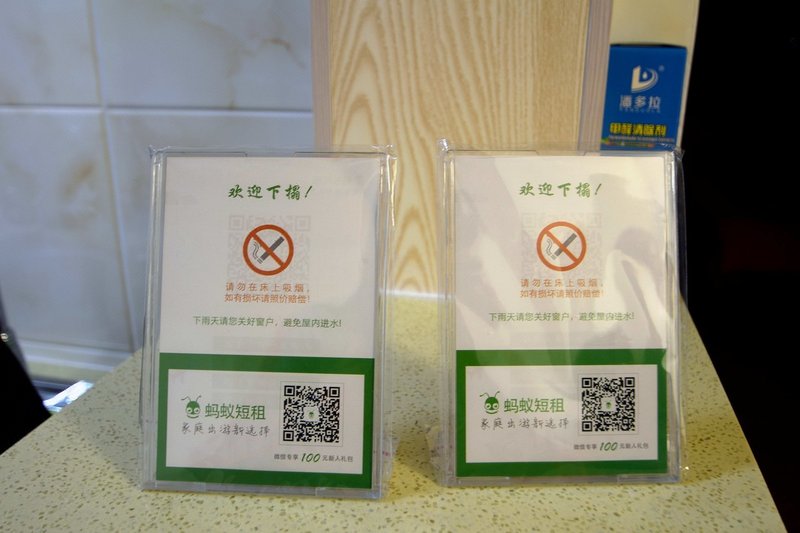 欢迎下榻！
请勿在床上吸烟，
如有损坏请照价赔偿！
下雨天请您关好窗户，避免屋内进水！
蚂蚁短租
家庭出游新选择
微信专享100元新人礼包
欢迎下榻！
请勿在床上吸烟，
如有损坏请照价赔偿！
下雨天请您关好窗户，避免屋内进水！
蚂蚁短租
家庭出游新选择
微信专享100元新人礼包
潘多拉
甲醛清除剂